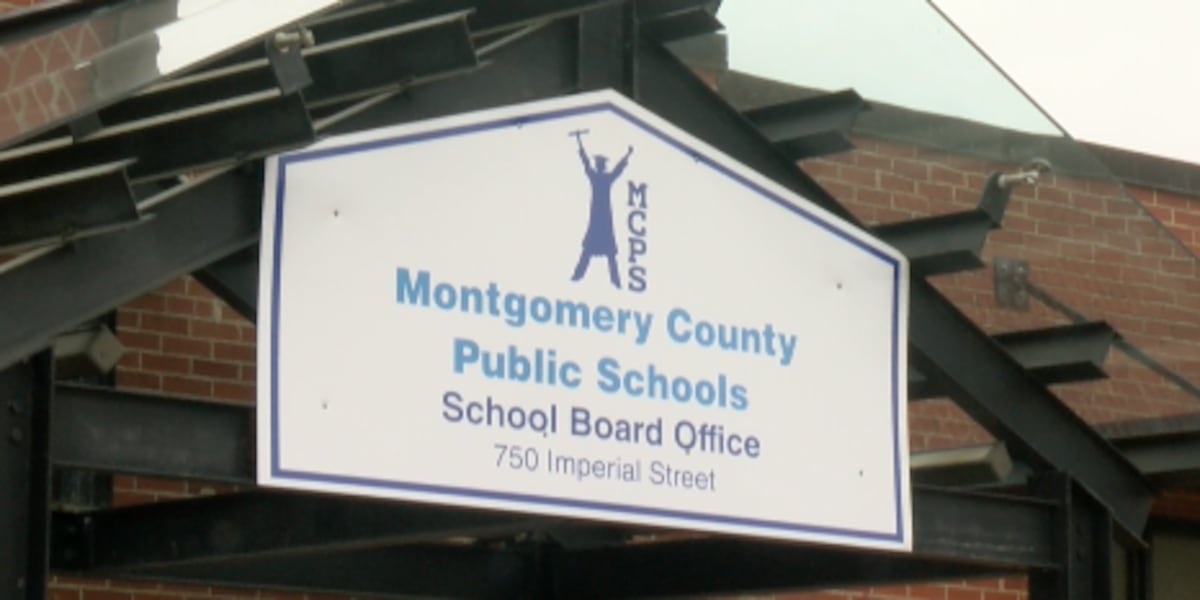 MCPS
Montgomery County
Public Schools
School Board Office
750 Imperial Street